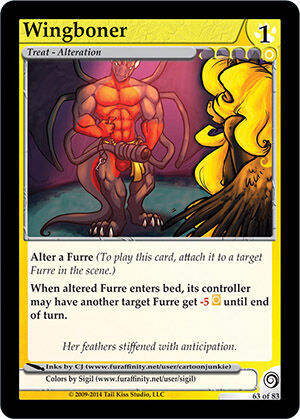 Wingboner
1
Treat - Alteration
Alter a Furre (To play this card, attach it to a target
Furre in the scene.)
When altered Furre enters bed, its controller
may have another target Furre get -5 until end
of turn.
Her feathers stiffened with anticipation.
Inks by CJ (www.furaffinity.net/user/cartoonjunkie)
Colors by Sigil (www.furaffinity.net/user/sigil)
© 2009-2014 Tail Kiss Studio, LLC
63 of 83